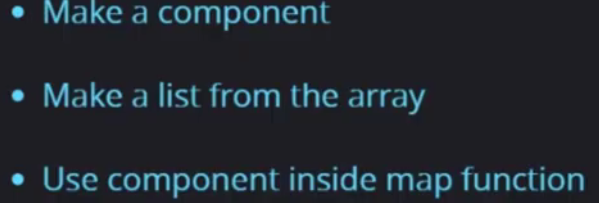 • Make a component
• Make a list from the array
• Use component inside map function